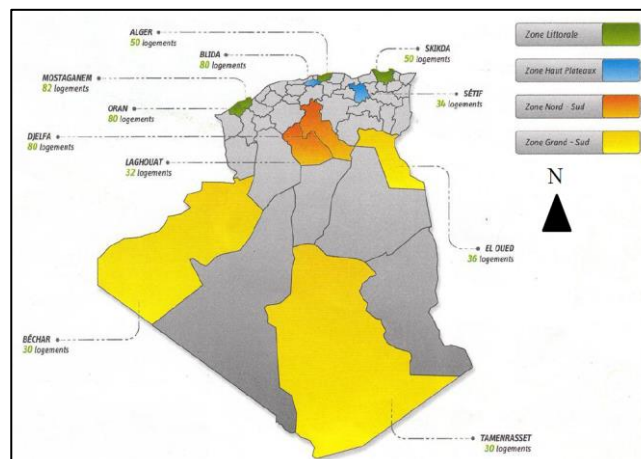 ALGER
50 logements
BLIDA
80 logements
SKIKDA
50 logements
MOSTAGANEM
82 logements
ORAN
80 logements
SÉTIF
34 logements
DJELFA
80 logements
LAGHOUAT
32 logements
EL OUED
36 logements
BÉCHAR
30 logements
TAMENRASSET
30 logements
Zone Littorale
Zone Haut Plateaux
Zone Nord - Sud
Zone Grand - Sud
N